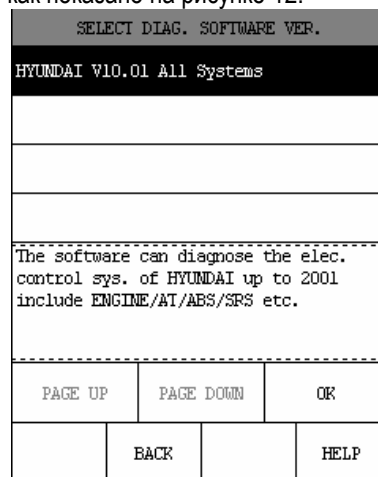 как показано на рисунке 12.
SELECT DIAG. SOFTWARE VER.
HYUNDAI V10.01 All Systems
The software can diagnose the elec.
control sys. of HYUNDAI up to 2001
include ENGINE/AT/ABS/SRS etc.
PAGE UP PAGE DOWN OK
BACK HELP